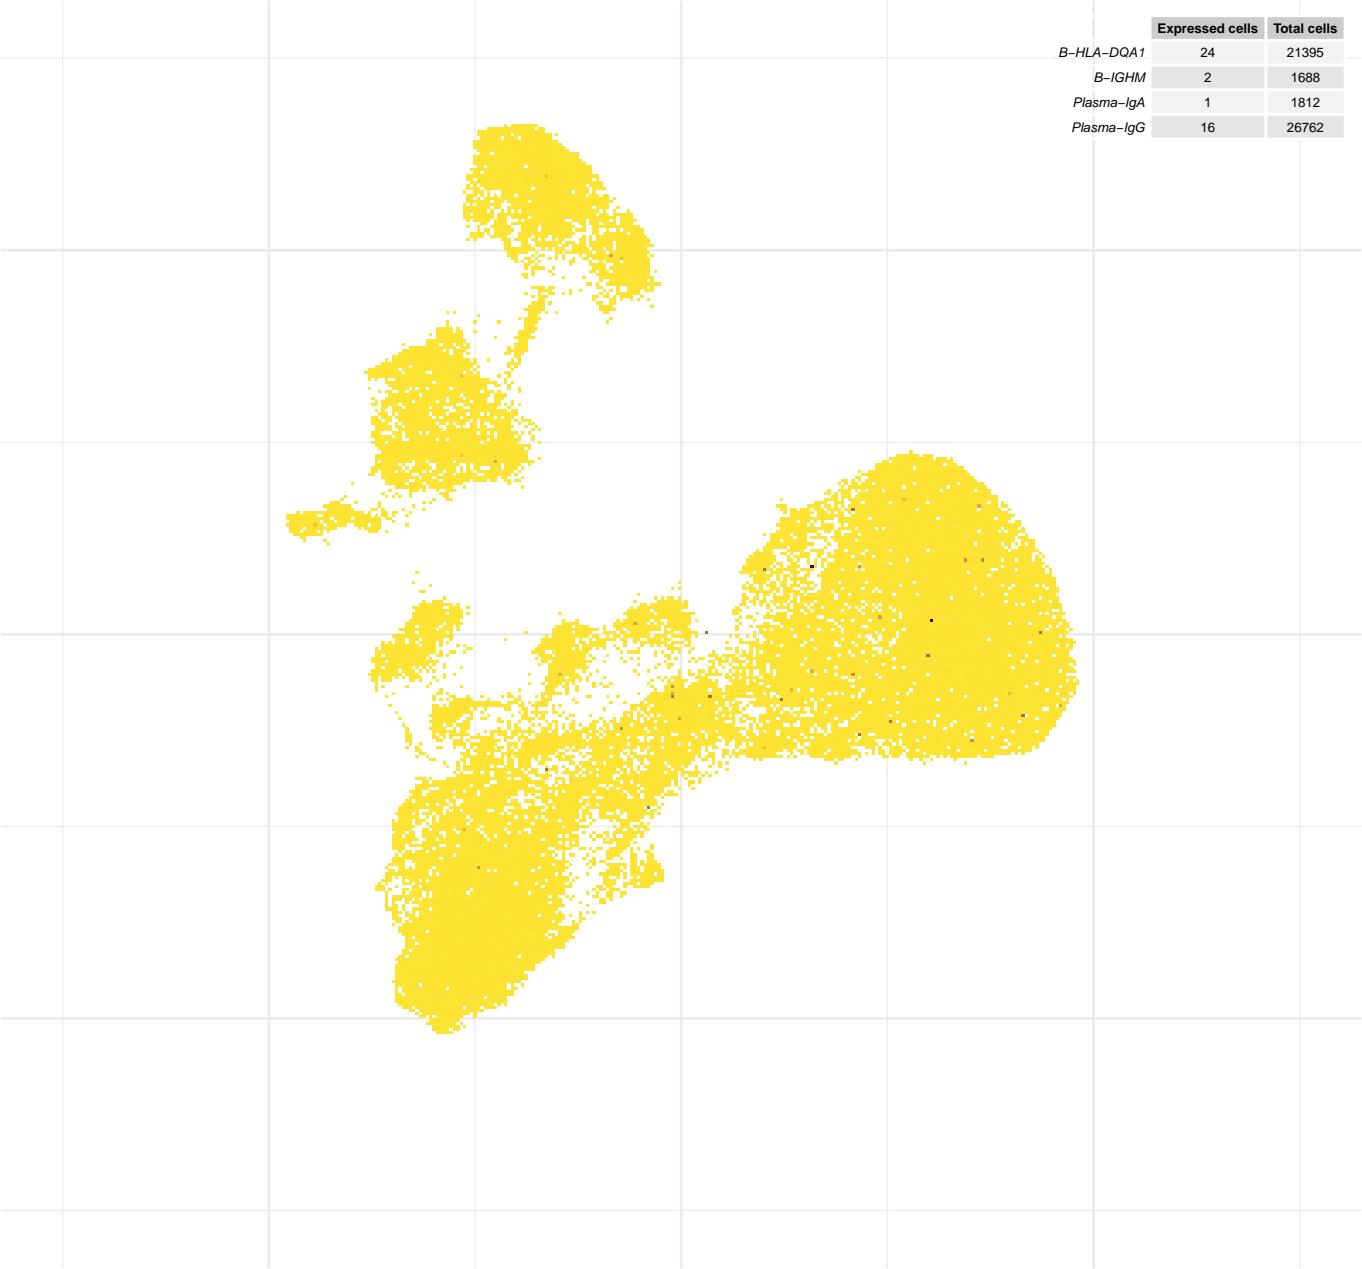 Expressed cells Total cells
B−HLA−DQA1 24 21395
B−IGHM 2 1688
Plasma−IgA 1 1812
Plasma−IgG 16 26762